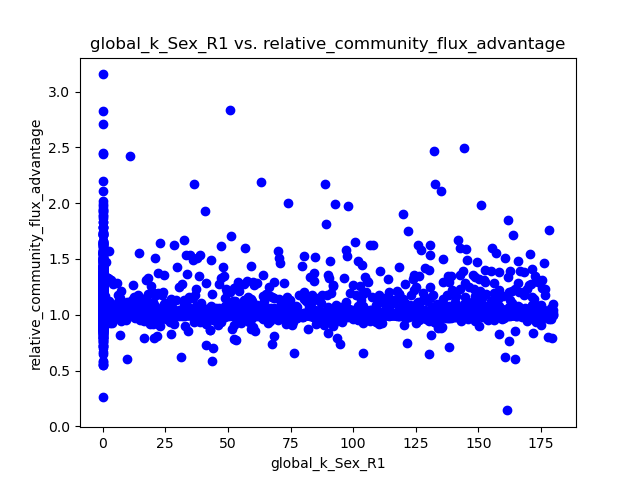 global_k_Sex_R1 vs. relative_community_flux_advantage
3.0
2.5
2.0
1.5
1.0
0.5
0.0
relative_community_flux_advantage
0 25 50 75 100 125 150 175
global_k_Sex_R1